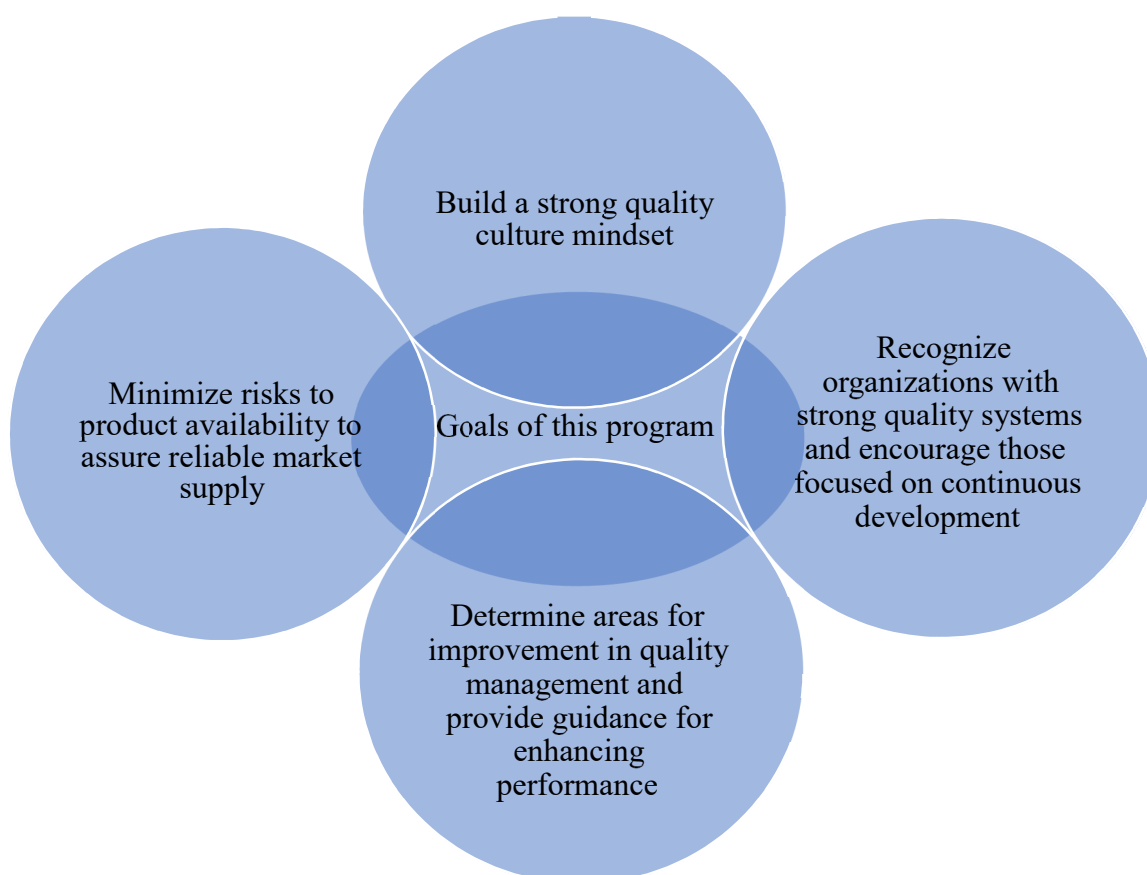 Build a strong quality
culture mindset
Minimize risks to
product availability to
assure reliable market
supply
Goals of this program
Recognize
organizations with
strong quality systems
and encourage those
focused on continuous
development
Determine areas for
improvement in quality
management and
provide guidance for
enhancing
performance